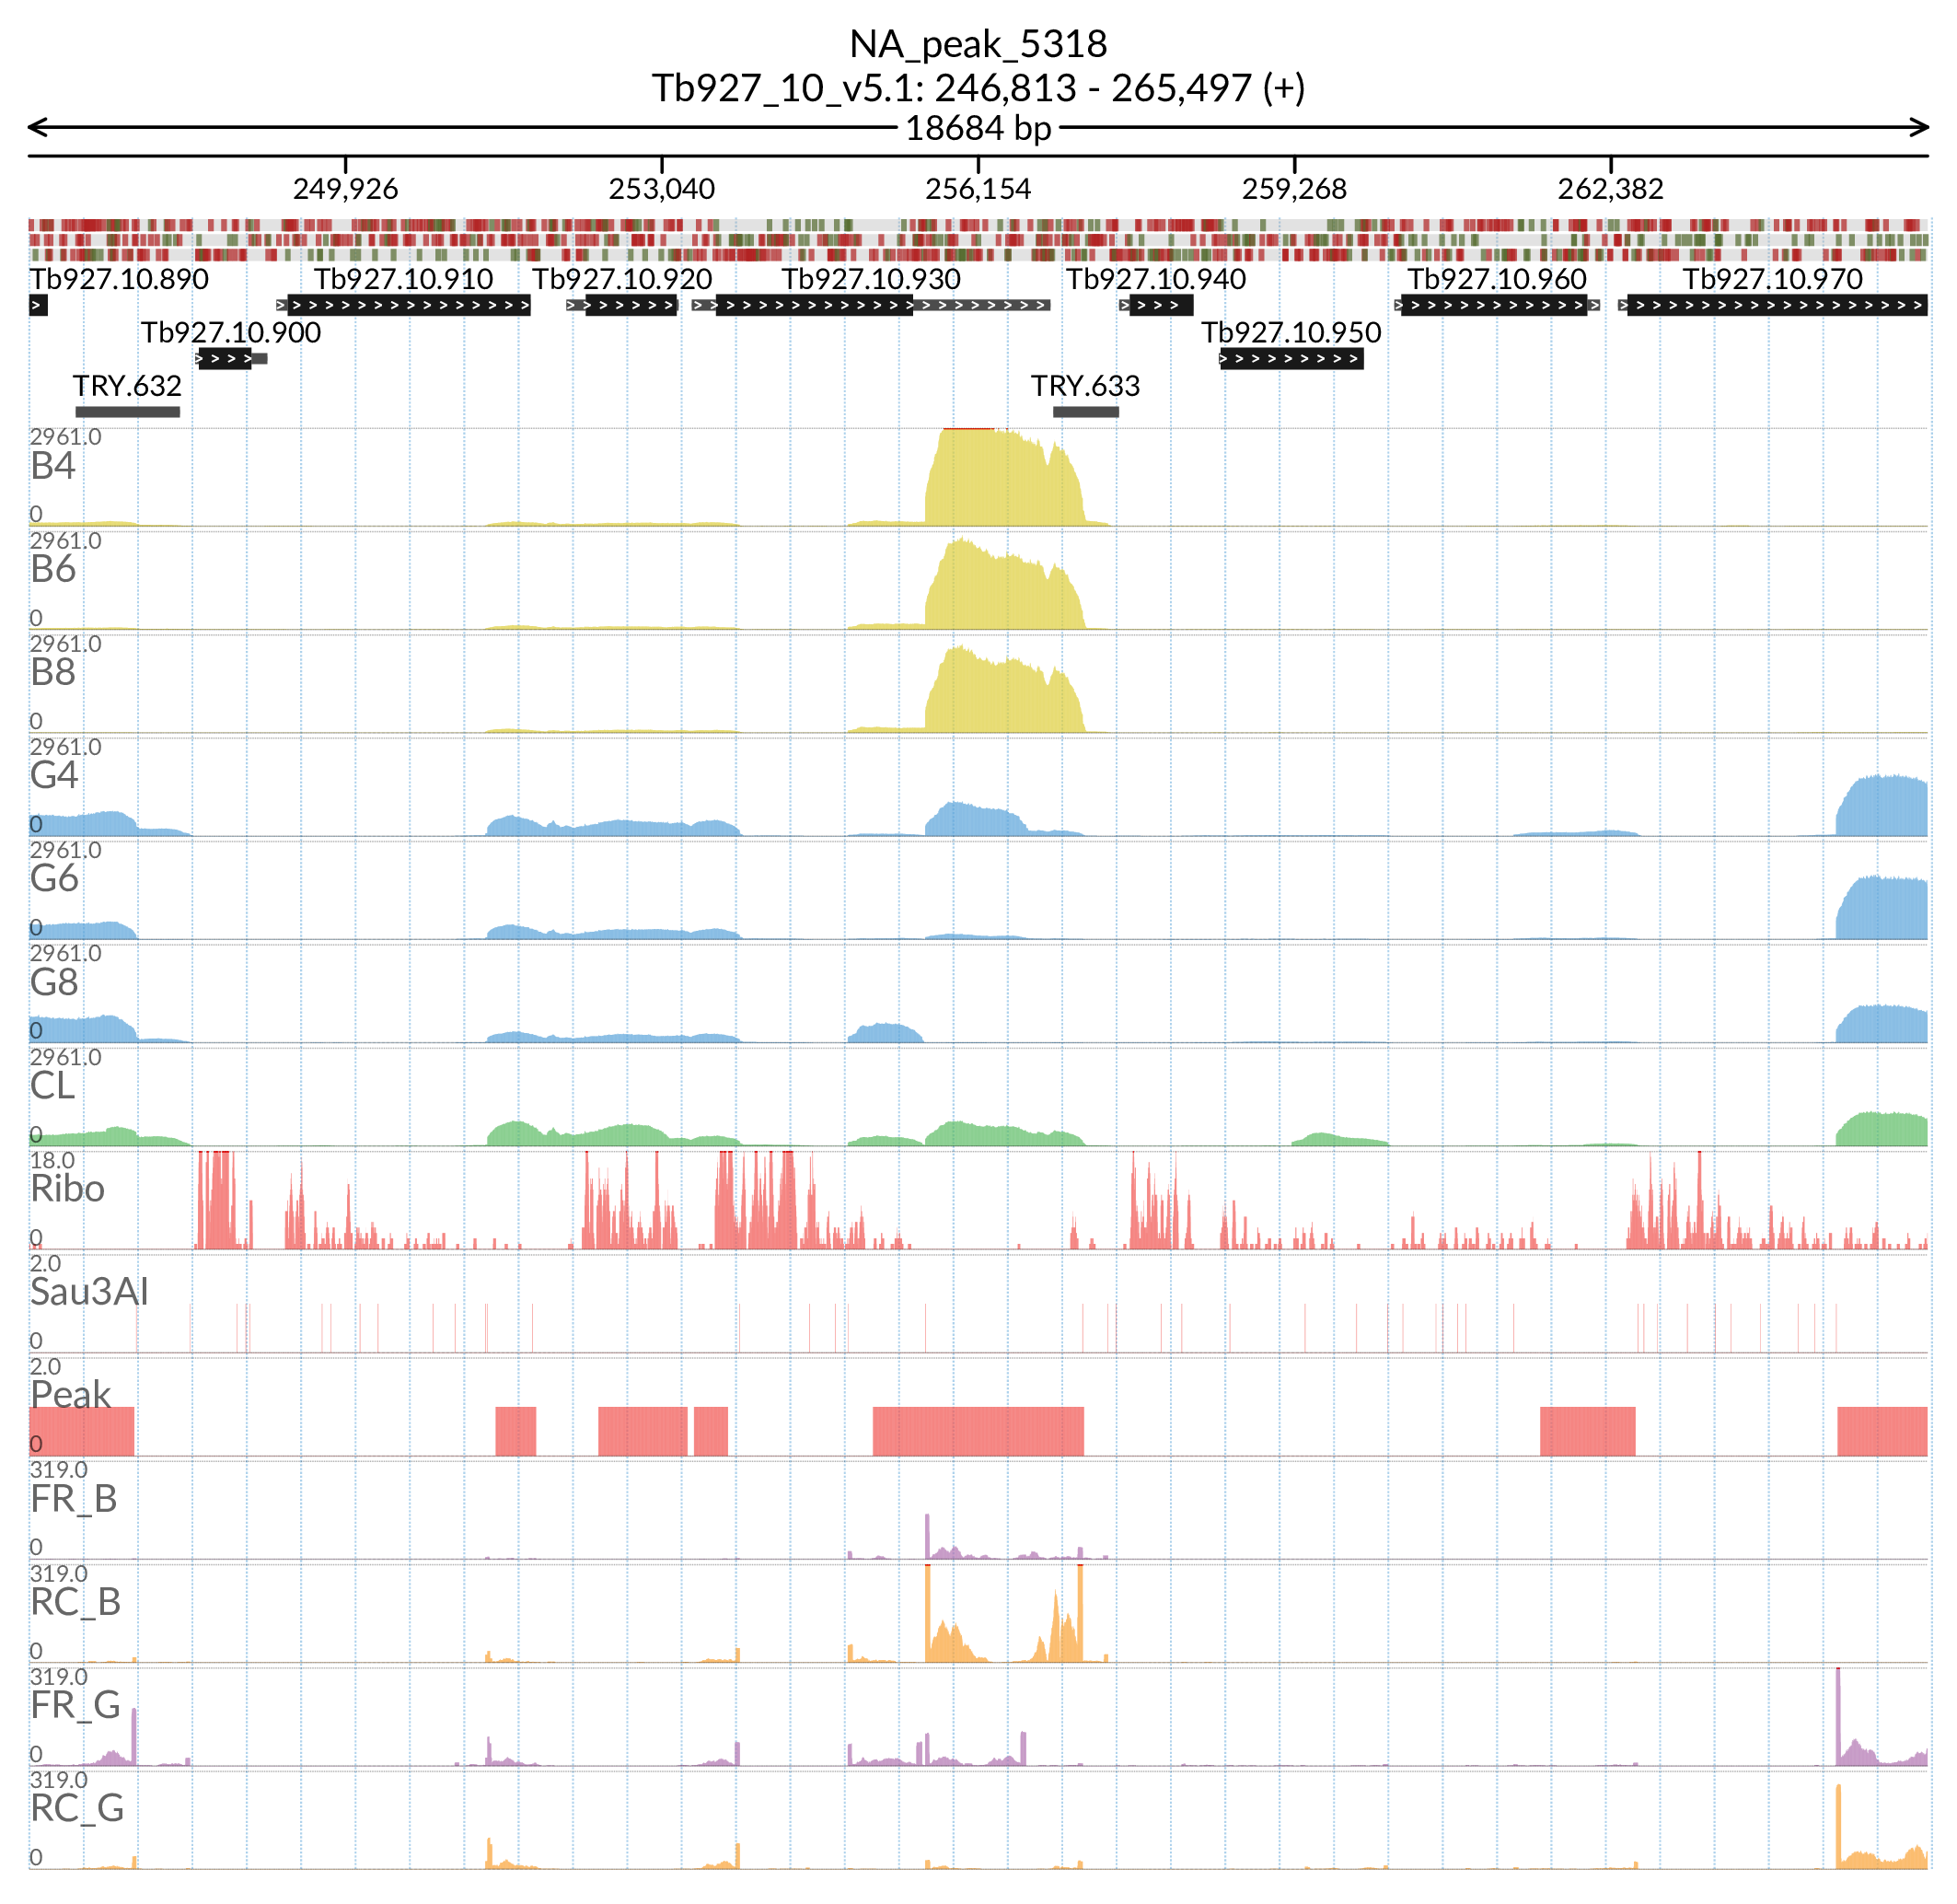 NA_peak_5318
Tb927_10_v5.1: 246,813 - 265,497 (+)
18684 bp
249,926 253,040 256,154 259,268 262,382
Tb927.10.890 Tb927.10.910 Tb927.10.920 Tb927.10.930 Tb927.10.940 Tb927.10.960 Tb927.10.970
Tb927.10.900 Tb927.10.950
TRY.632 TRY.633
2961.0
B4
0
2961.0
B6
0
2961.0
B8
0
2961.0
G4
0
2961.0
G6
0
2961.0
G8
0
2961.0
CL
0
18.0
Ribo
0
2.0
Sau3AI
0
2.0
Peak
0
319.0
FR_B
0
319.0
RC_B
0
319.0
FR_G
0
319.0
RC_G
0